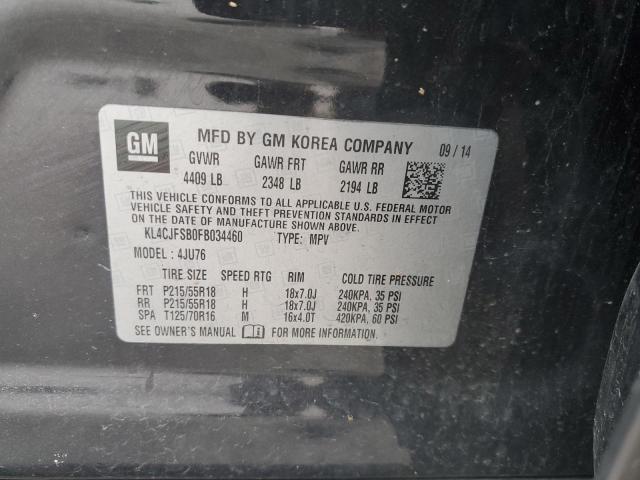 GM MFD BY GM KOREA COMPANY 09/14
GVWR GAWR FRT GAWR RR
4409 LB 2348 LB 2194 LB
THIS VEHICLE CONFORMS TO ALL APPLICABLE U.S. FEDERAL MOTOR
VEHICLE SAFETY AND THEFT PREVENTION STANDARDS IN
EFFECT ON THE DATE OF MANUFACTURE SHOWN ABOVE.
KL4CJFSB0FB034460 TYPE: MPV
MODEL: 4JU76
TIRE SIZE SPEED RTG RIM COLD TIRE PRESSURE
FRT P215/55R18 H 18x7.0J 240KPA, 35 PSI
RR P215/55R18 H 18x7.0J 240KPA, 35 PSI
SPA T125/70R16 M 16x4.0T 420KPA, 60 PSI
SEE OWNER'S MANUAL FOR MORE INFORMATION.